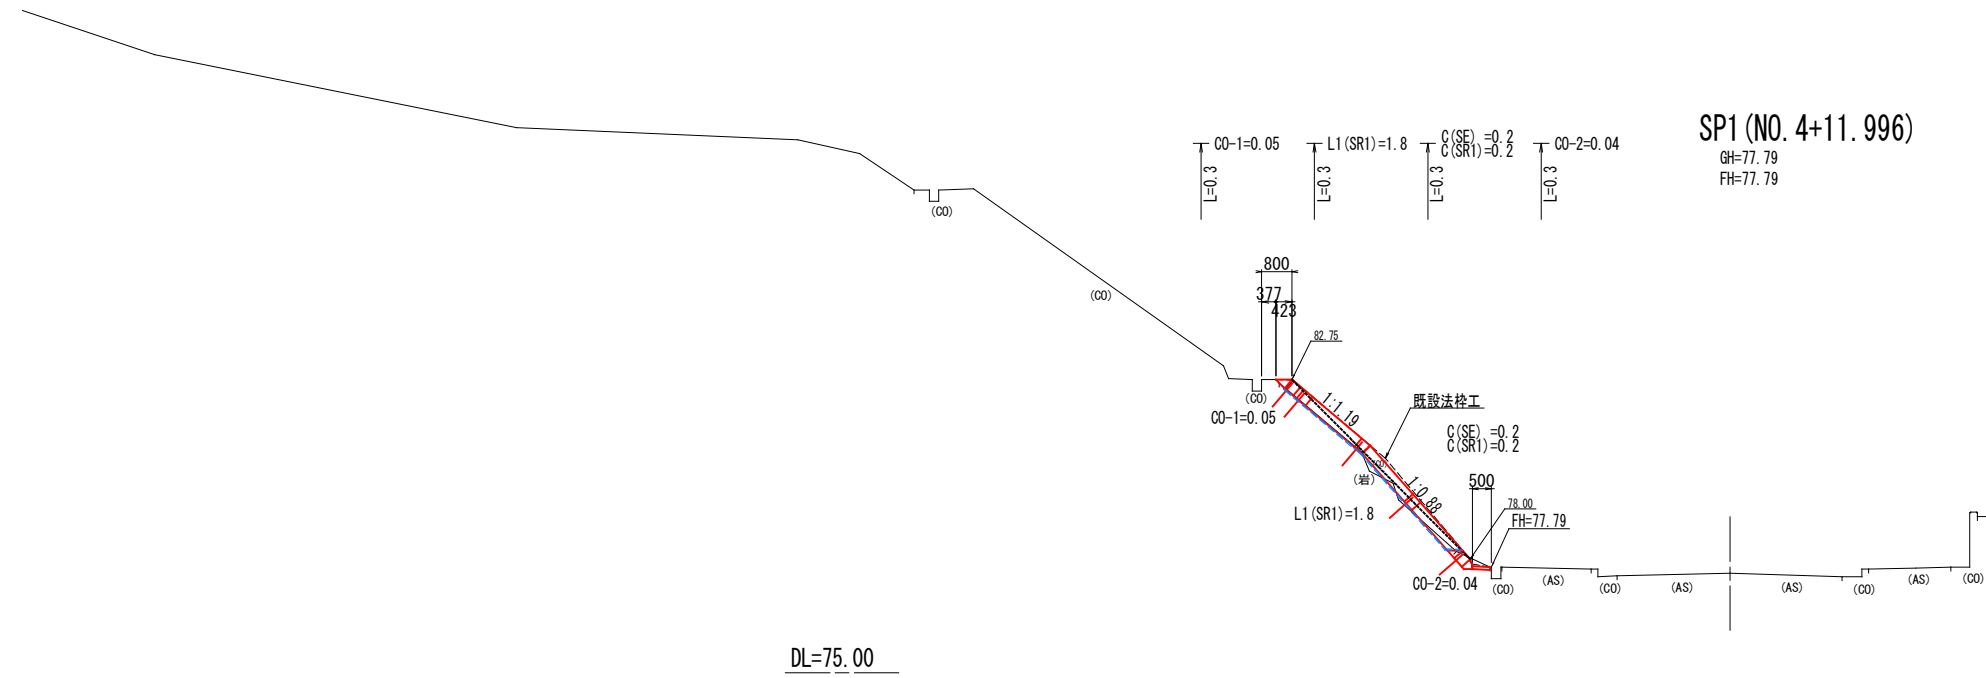 SP1(NO.4+11.996)
GH=77.79
FH=77.79
CO-1=0.05
L=0.3
L1(SR1)=1.8
L=0.3
C(SE) =0.2
C(SR1)=0.2
L=0.3
CO-2=0.04
L=0.3
(CO)
(CO)
800
377
423
82.75
(CO)
CO-1=0.05
1:1.19
既設法枠工
C(SE) =0.2
C(SR1)=0.2
(岩)
1:0.88
500
L1(SR1)=1.8
78.00
FH=77.79
CO-2=0.04
(CO)
(AS)
(CO)
(AS)
(AS)
(CO)
(AS)
(CO)
DL=75.00